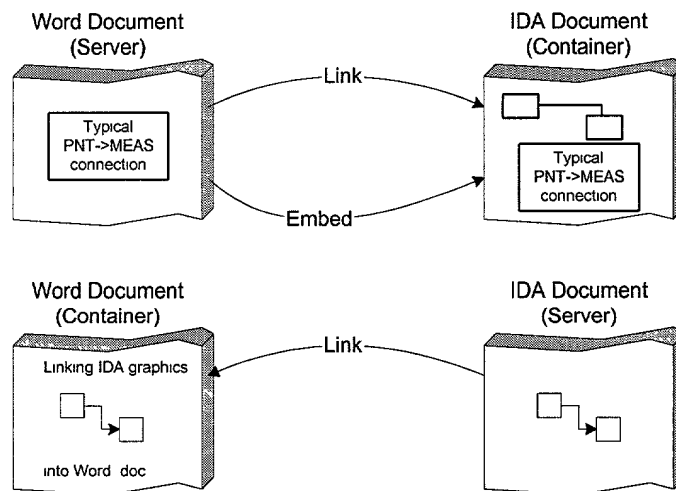 Word Document
(Server)
IDA Document
(Container)
Link
Typical
PNT->MEAS
connection
Typical
PNT->MEAS
connection
Embed
Word Document
(Container)
IDA Document
(Server)
Link
Linking IDA graphics
into Word doc